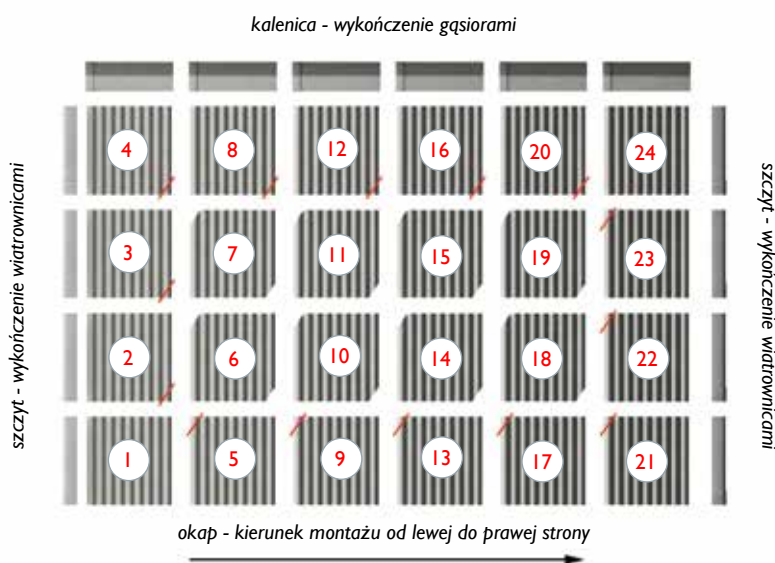 kalenica - wykończenie gąsiorami
szczyt - wykończenie wiatrownicami
4 8 12 16 20 24
3 7 11 15 19 23
2 6 10 14 18 22
1 5 9 13 17 21
szczyt - wykończenie wiatrownicami
okap - kierunek montażu od lewej do prawej strony